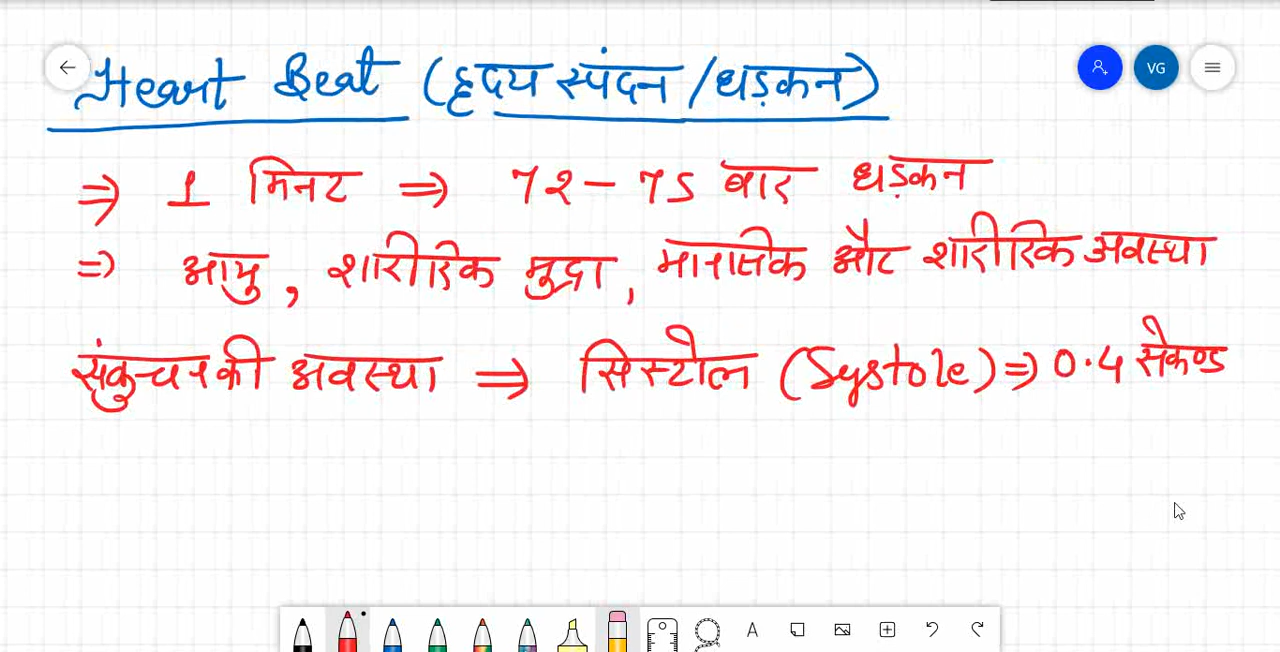 Heart Beat (हृदय स्पंदन/धड़कन)
VG
⇒ 1 मिनट ⇒ 72-75 बार धड़कन
⇒ आयु, शारीरिक मुद्रा, मानसिक और शारीरिक अवस्था
संकुचन की अवस्था ⇒ सिस्टोल (Systole) ⇒ 0.4 सैकण्ड
A